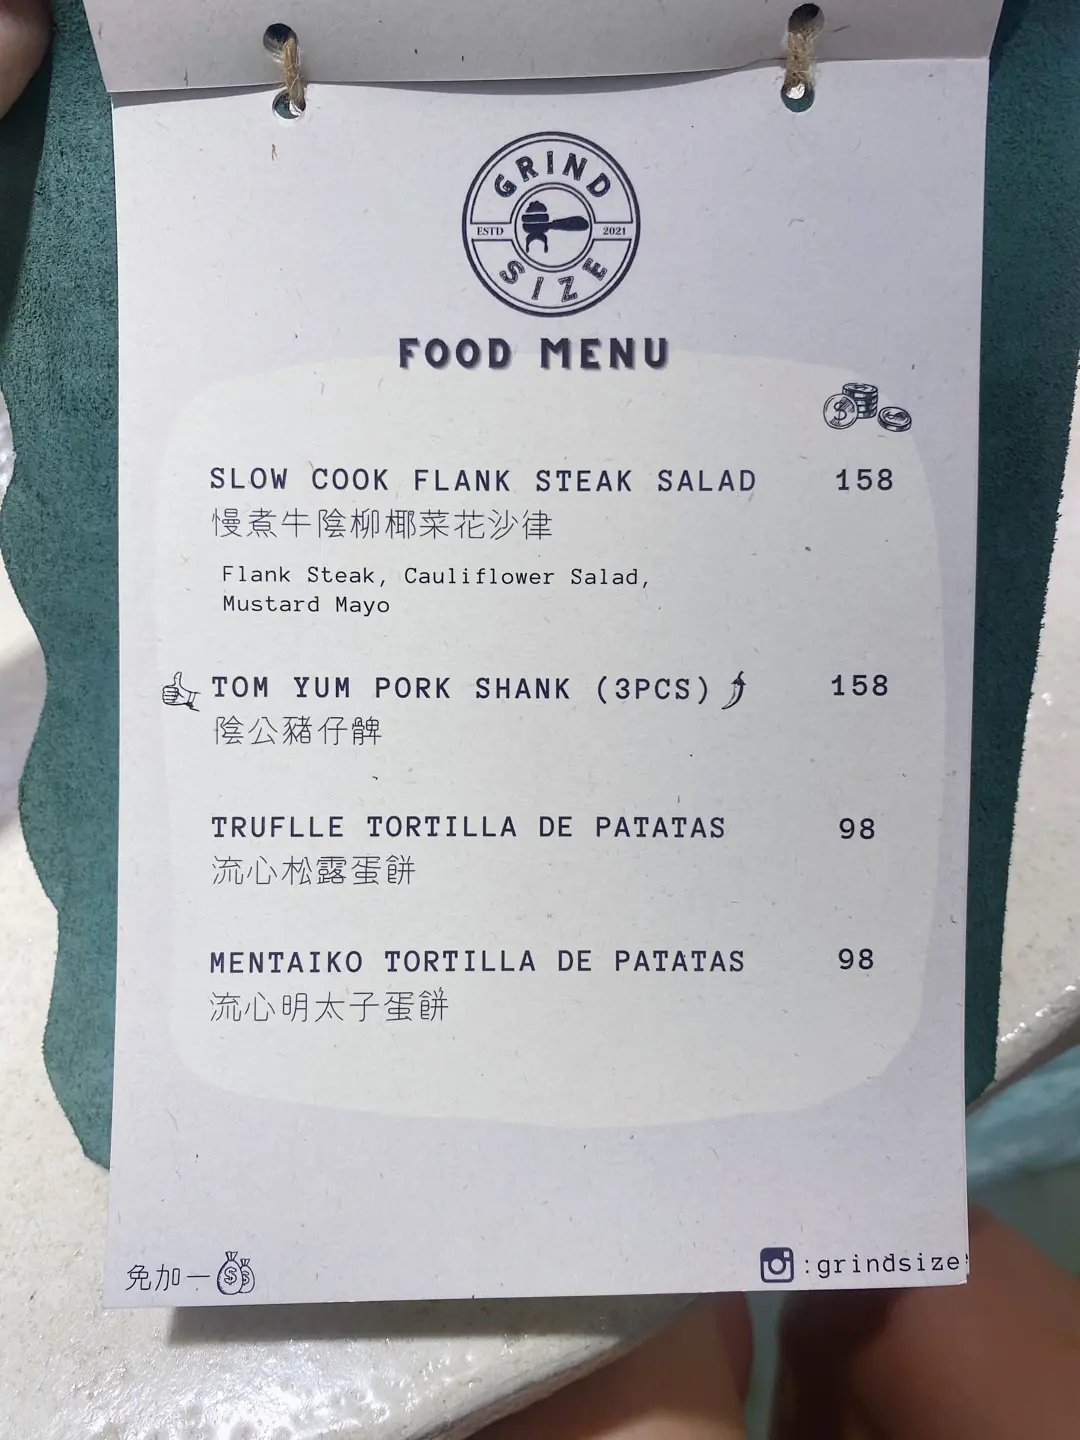 GRIND
ESTD 2021
SIZE
FOOD MENU
SLOW COOK FLANK STEAK SALAD 158
慢煮牛陰柳椰菜花沙律
Flank Steak, Cauliflower Salad,
Mustard Mayo
TOM YUM PORK SHANK (3PCS) 158
陰公豬仔髀
TRUFLLE TORTILLA DE PATATAS 98
流心松露蛋餅
MENTAIKO TORTILLA DE PATATAS 98
流心明太子蛋餅
免加一
:grindsize